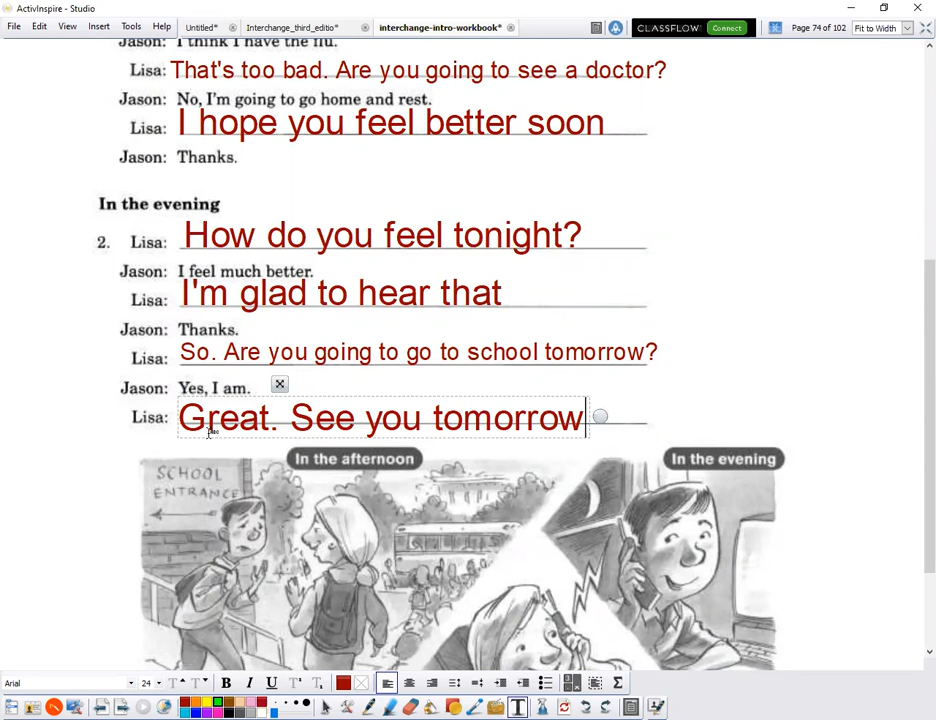 ActivInspire - Studio
File Edit View Insert Tools Help Untitled* Interchange_third_editio* interchange-intro-workbook* CLASSFLOW Connect Page 74 of 102 Fit to Width
Jason: I think I have the flu.
Lisa: That's too bad. Are you going to see a doctor?
Jason: No, I'm going to go home and rest.
Lisa: I hope you feel better soon
Jason: Thanks.
In the evening
2. Lisa: How do you feel tonight?
Jason: I feel much better.
Lisa: I'm glad to hear that
Jason: Thanks.
Lisa: So. Are you going to go to school tomorrow?
Jason: Yes, I am.
Lisa: Great. See you tomorrow
In the afternoon
In the evening
SCHOOL
ENTRANCE
Arial 24 B I U